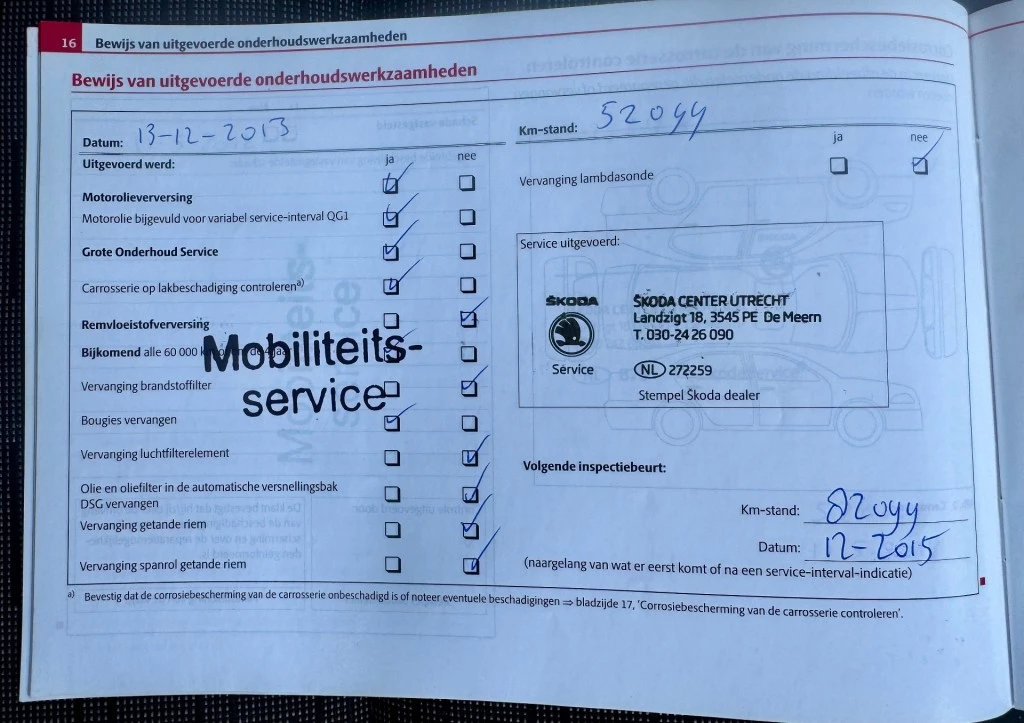 16 Bewijs van uitgevoerde onderhoudswerkzaamheden
Bewijs van uitgevoerde onderhoudswerkzaamheden
Datum: 13-12-2013
Uitgevoerd werd: ja nee
Motorolieverversing
Motorolie bijgevuld voor variabel service-interval QG1
Grote Onderhoud Service
Carrosserie op lakbeschadiging controleren a)
Remvloeistofverversing
Bijkomend alle 60 000
Mobiliteits-
service
Vervanging brandstoffilter
Bougies vervangen
Vervanging luchtfilterelement
Olie en oliefilter in de automatische versnellingsbak
DSG vervangen
Vervanging getande riem
Vervanging spanrol getande riem
Km-stand: 52099
ja nee
Vervanging lambdasonde
Service uitgevoerd:
ŠKODA
Service
ŠKODA CENTER UTRECHT
Landzigt 18, 3545 PE De Meern
T. 030-24 26 090
NL 272259
Stempel Škoda dealer
Volgende inspectiebeurt:
Km-stand: 82099
Datum: 12-2015
(naargelang van wat er eerst komt of na een service-interval-indicatie)
a) Bevestig dat de corrosiebescherming van de carrosserie onbeschadigd is of noteer eventuele beschadigingen ⇒ bladzijde 17, 'Corrosiebescherming van de carrosserie controleren'.